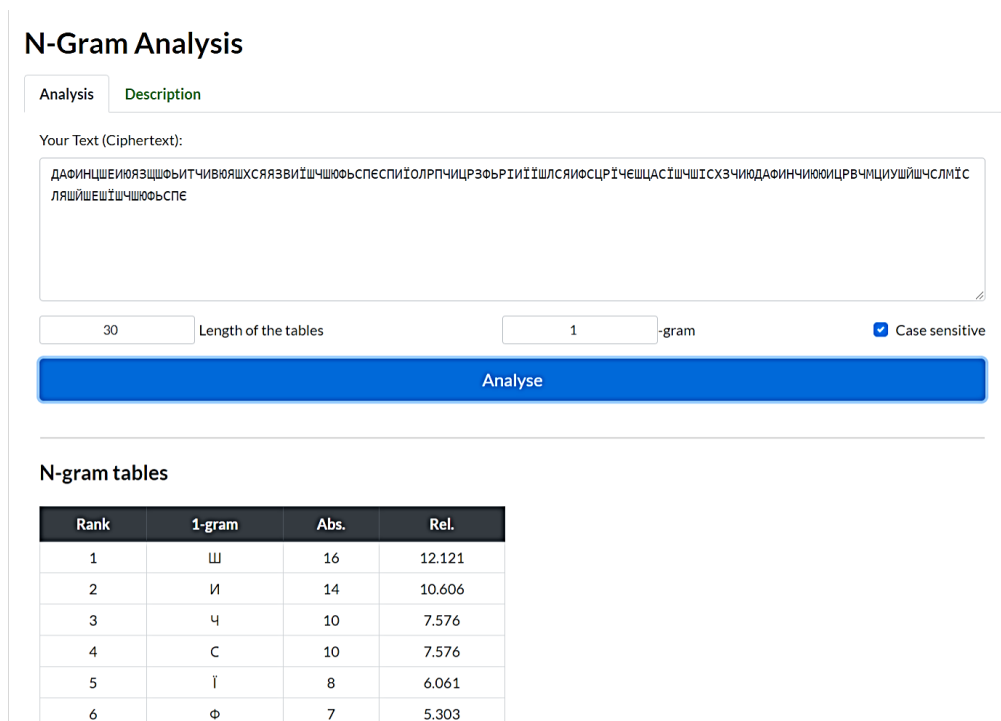 N-Gram Analysis
Analysis Description
Your Text (Ciphertext):
ДАФИНЦШЕИЮЯЗЩШФЬИТЧИВЮЯШХСЯЯЗВИЇШЧШЮФЬСПЄСПИЇОЛРПЧИЦРЗФЬРІИЇЇШЛСЯИФСЦРЇЧЄШЦАСЇШЧШІСХЗЧИЮДАФИНЧИЮЮИЦРВЧМЦИУШЙШЧСЛМЇС
ЛЯШЙШЕШЇШЧШЮФЬСПЄ
30 Length of the tables 1 -gram Case sensitive
Analyse
N-gram tables
Rank 1-gram Abs. Rel.
1 Ш 16 12.121
2 И 14 10.606
3 Ч 10 7.576
4 С 10 7.576
5 Ї 8 6.061
6 Ф 7 5.303